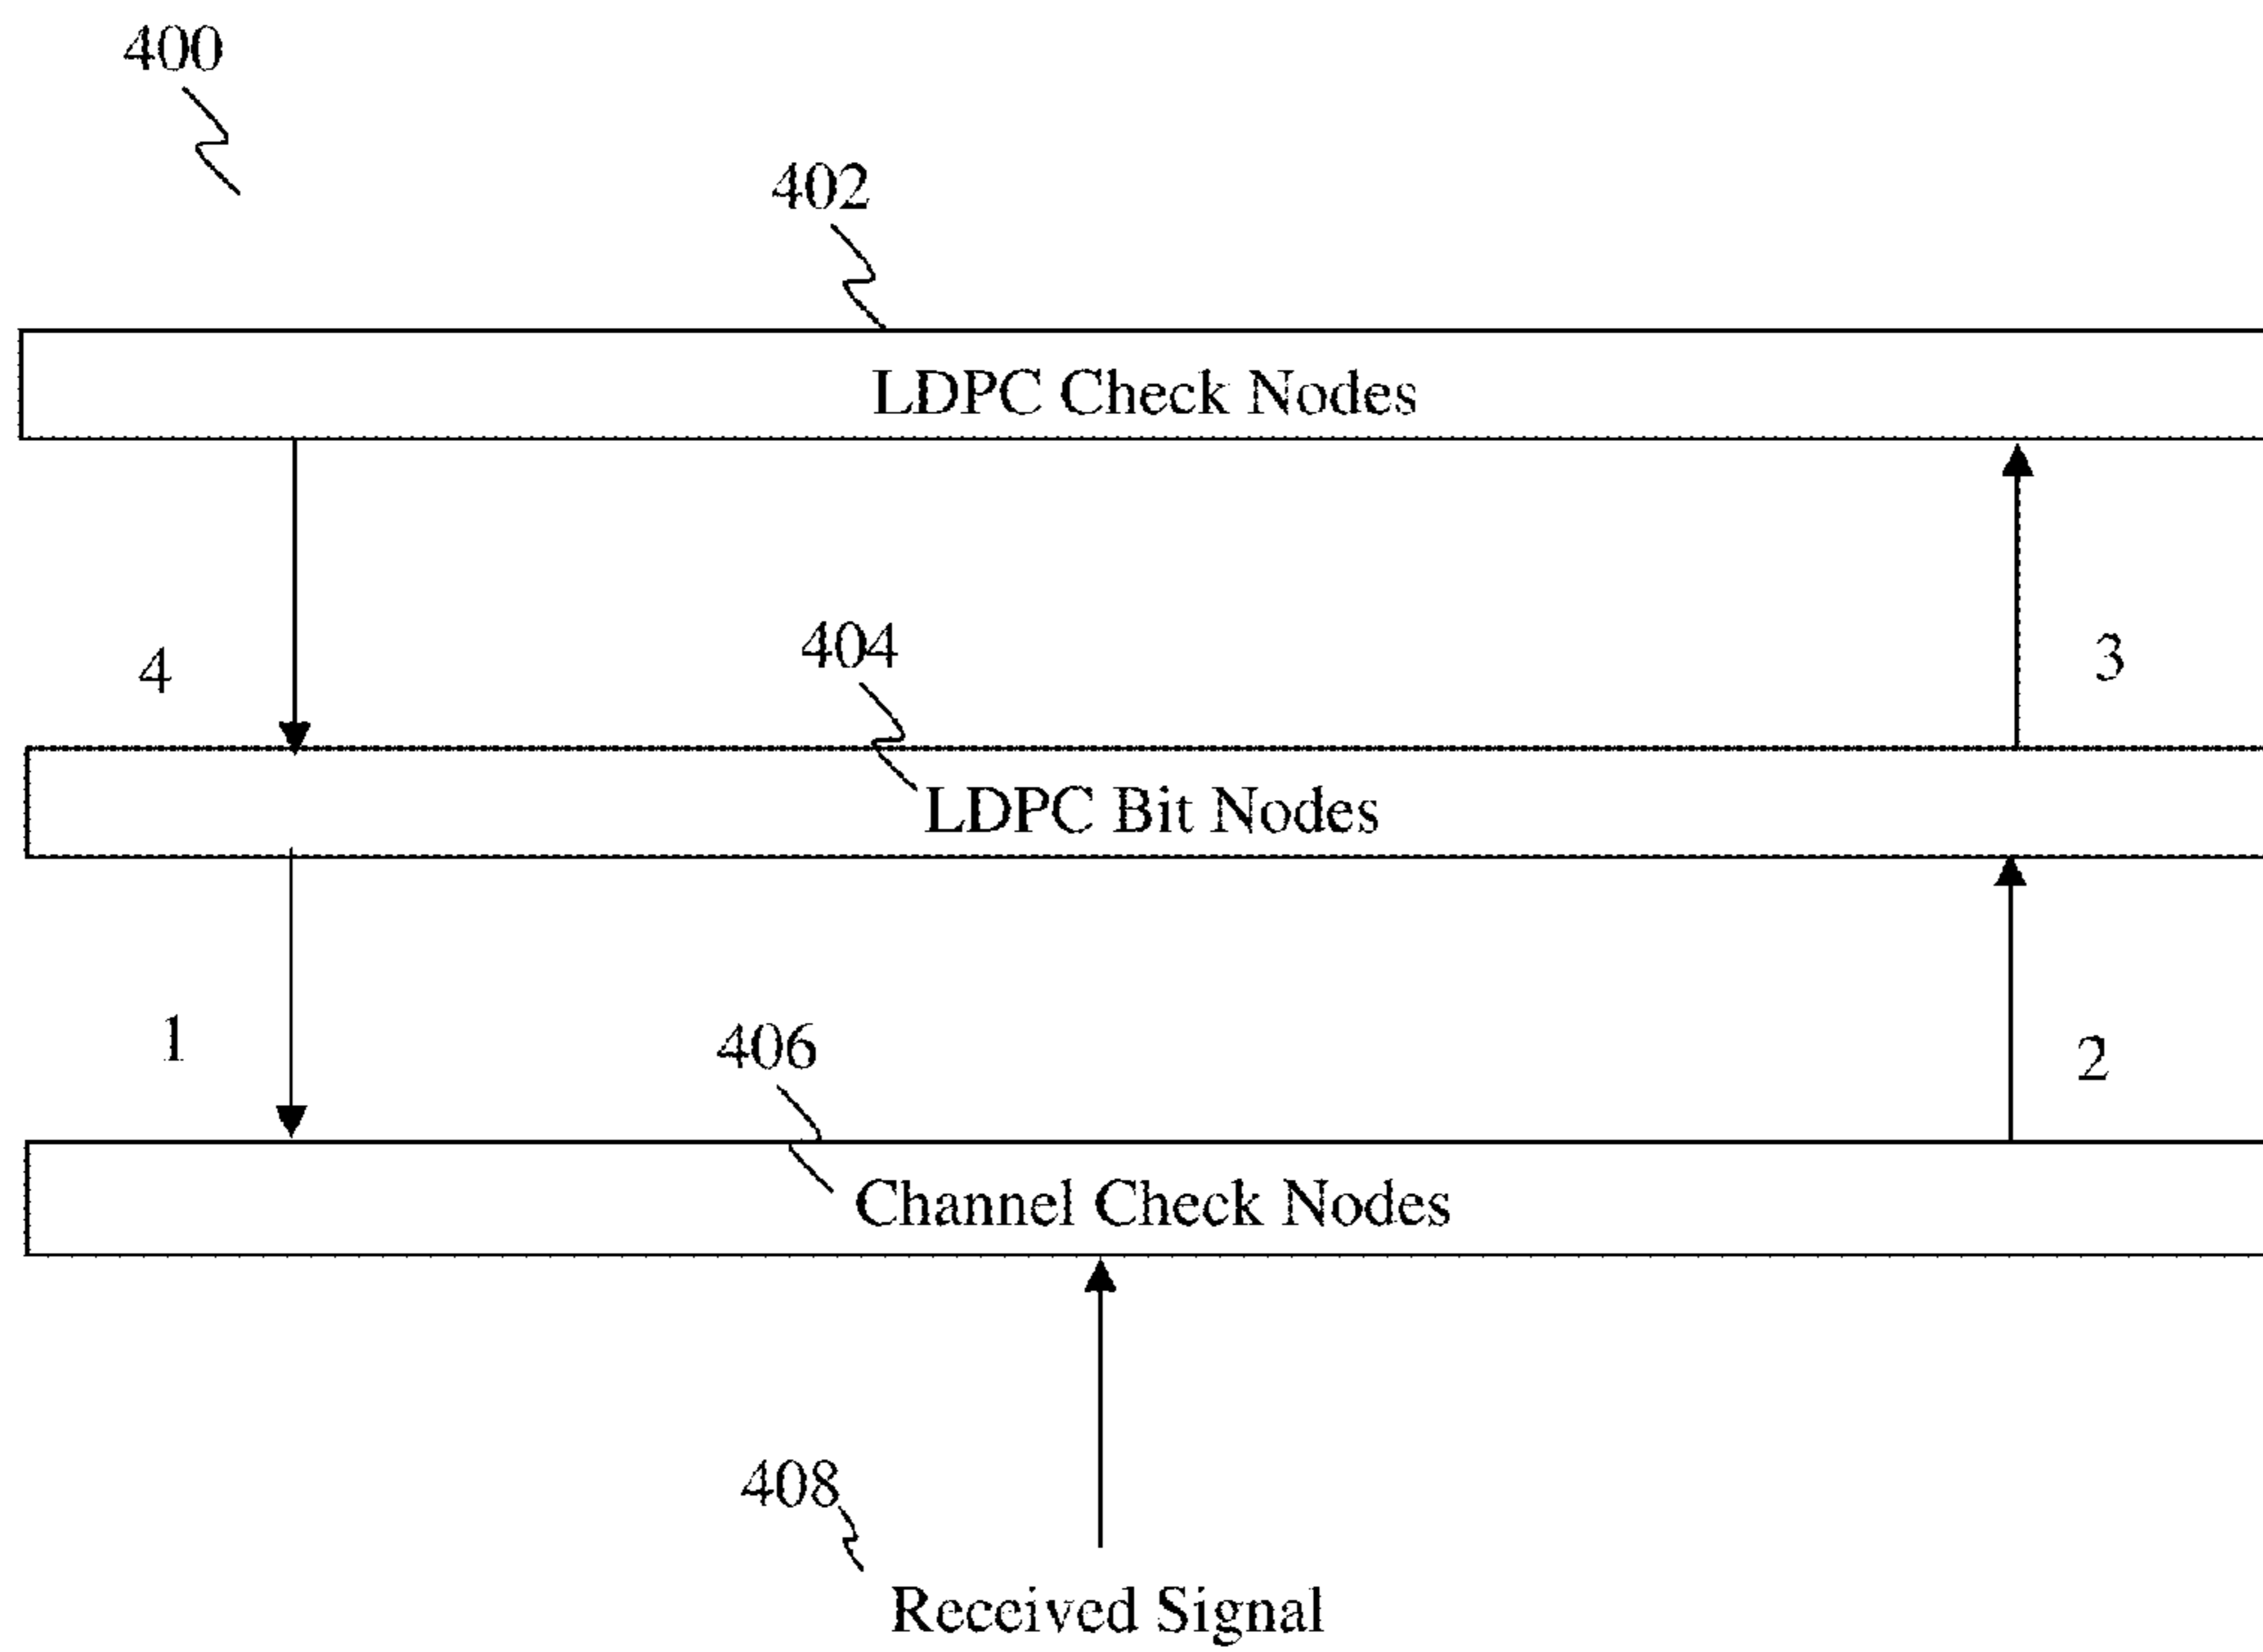 400
402
LDPC Check Nodes
4
404
3
LDPC Bit Nodes
1
406
2
Channel Check Nodes
408
Received Signal